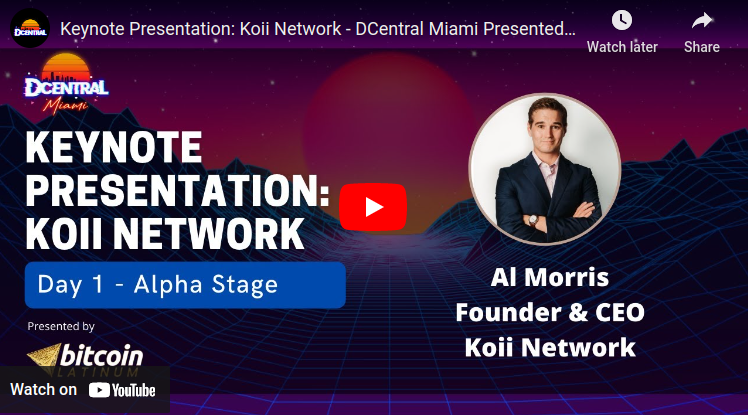 DCENTRAL
Keynote Presentation: Koii Network - DCentral Miami Presented...
Watch later
Share
DCENTRAL
Miami
KEYNOTE
PRESENTATION:
KOII NETWORK
Day 1 - Alpha Stage
Presented by
bitcoin
LATINUM
Al Morris
Founder & CEO
Koii Network
Watch on YouTube